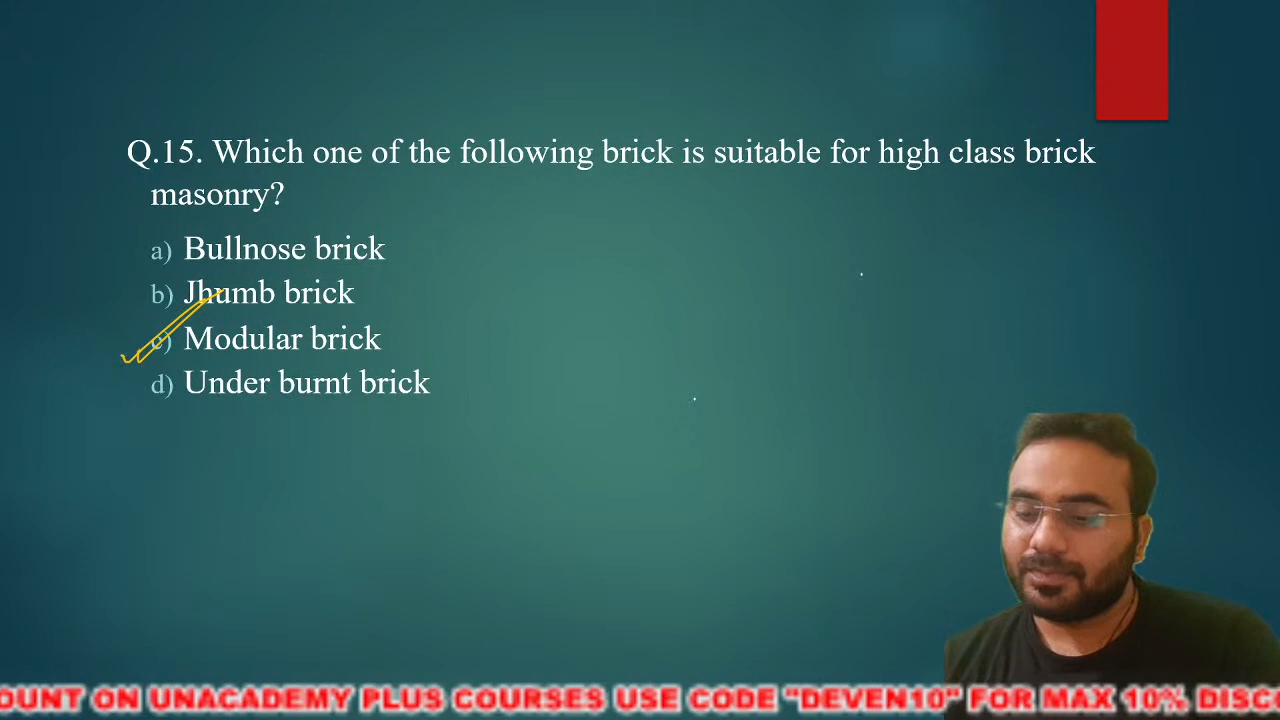 Q.15. Which one of the following brick is suitable for high class brick
masonry?
a) Bullnose brick
b) Jhumb brick
c) Modular brick
d) Under burnt brick
OUNT ON UNACADEMY PLUS COURSES USE CODE "DEVEN10" FOR MAX 10% DISC